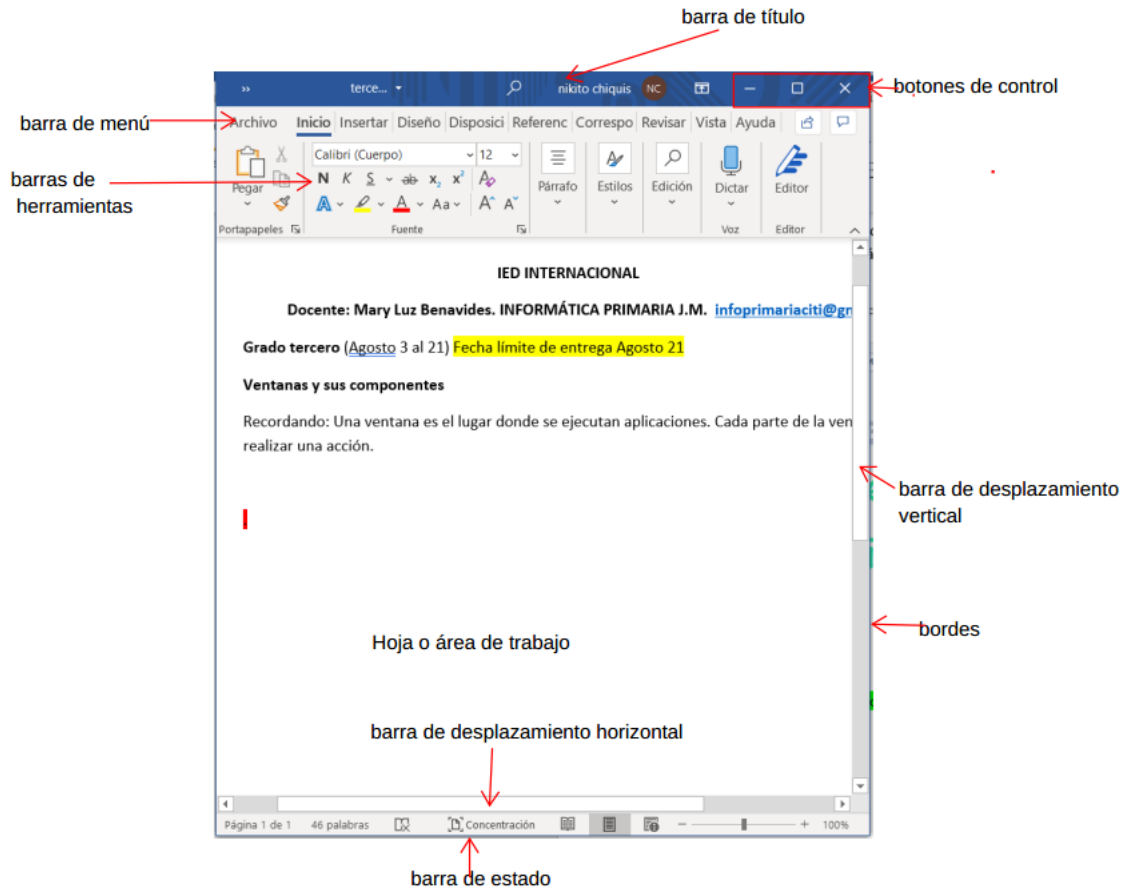 barra de título
terce...
nikito chiquis NC
botones de control
barra de menú
Archivo Inicio Insertar Diseño Disposici Referenc Correspo Revisar Vista Ayuda
barras de
herramientas
Pegar
Calibri (Cuerpo) 12
N K S ab x₂ x²
A A Aa A A
Párrafo Estilos Edición Dictar Editor
Portapapeles Fuente Voz Editor
IED INTERNACIONAL
Docente: Mary Luz Benavides. INFORMÁTICA PRIMARIA J.M. infoprimariaciti@gn
Grado tercero (Agosto 3 al 21) Fecha límite de entrega Agosto 21
Ventanas y sus componentes
Recordando: Una ventana es el lugar donde se ejecutan aplicaciones. Cada parte de la ven
realizar una acción.
barra de desplazamiento
vertical
bordes
Hoja o área de trabajo
barra de desplazamiento horizontal
Página 1 de 1 46 palabras Concentración 100%
barra de estado